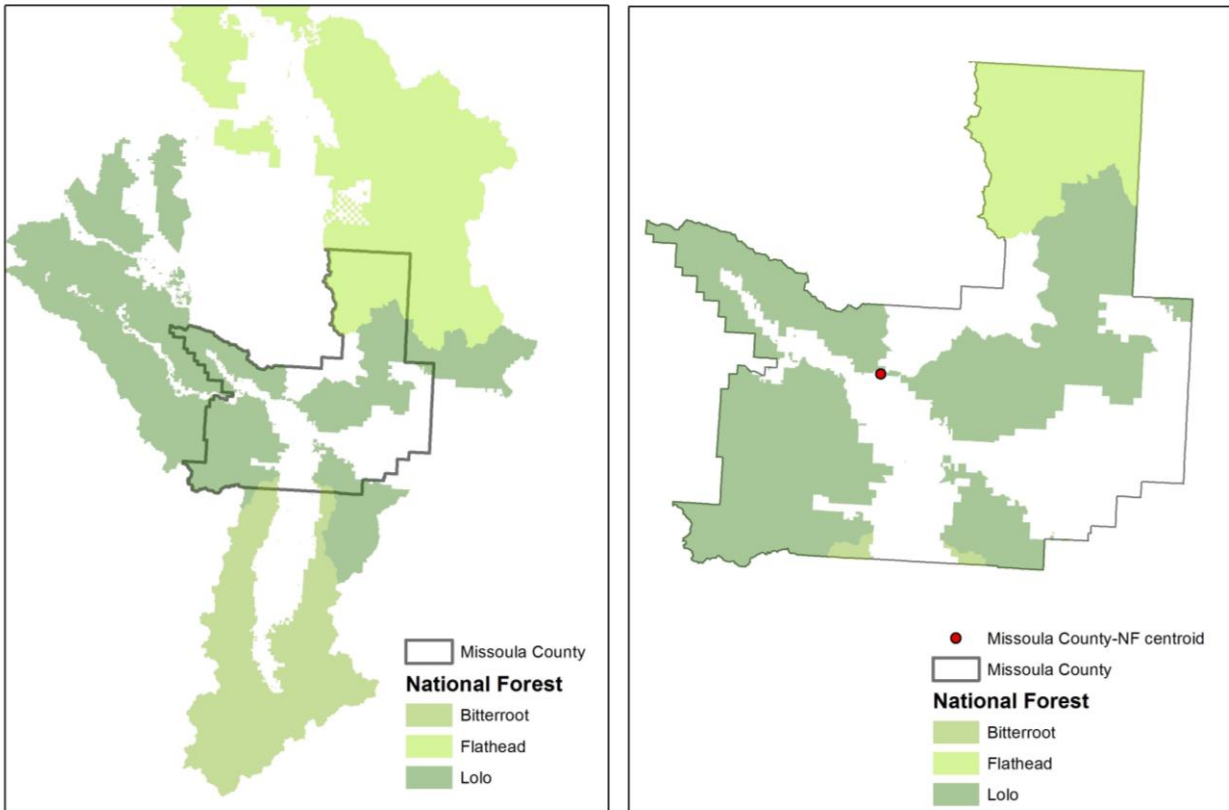 Missoula County
National Forest
Bitterroot
Flathead
Lolo
Missoula County-NF centroid
Missoula County
National Forest
Bitterroot
Flathead
Lolo